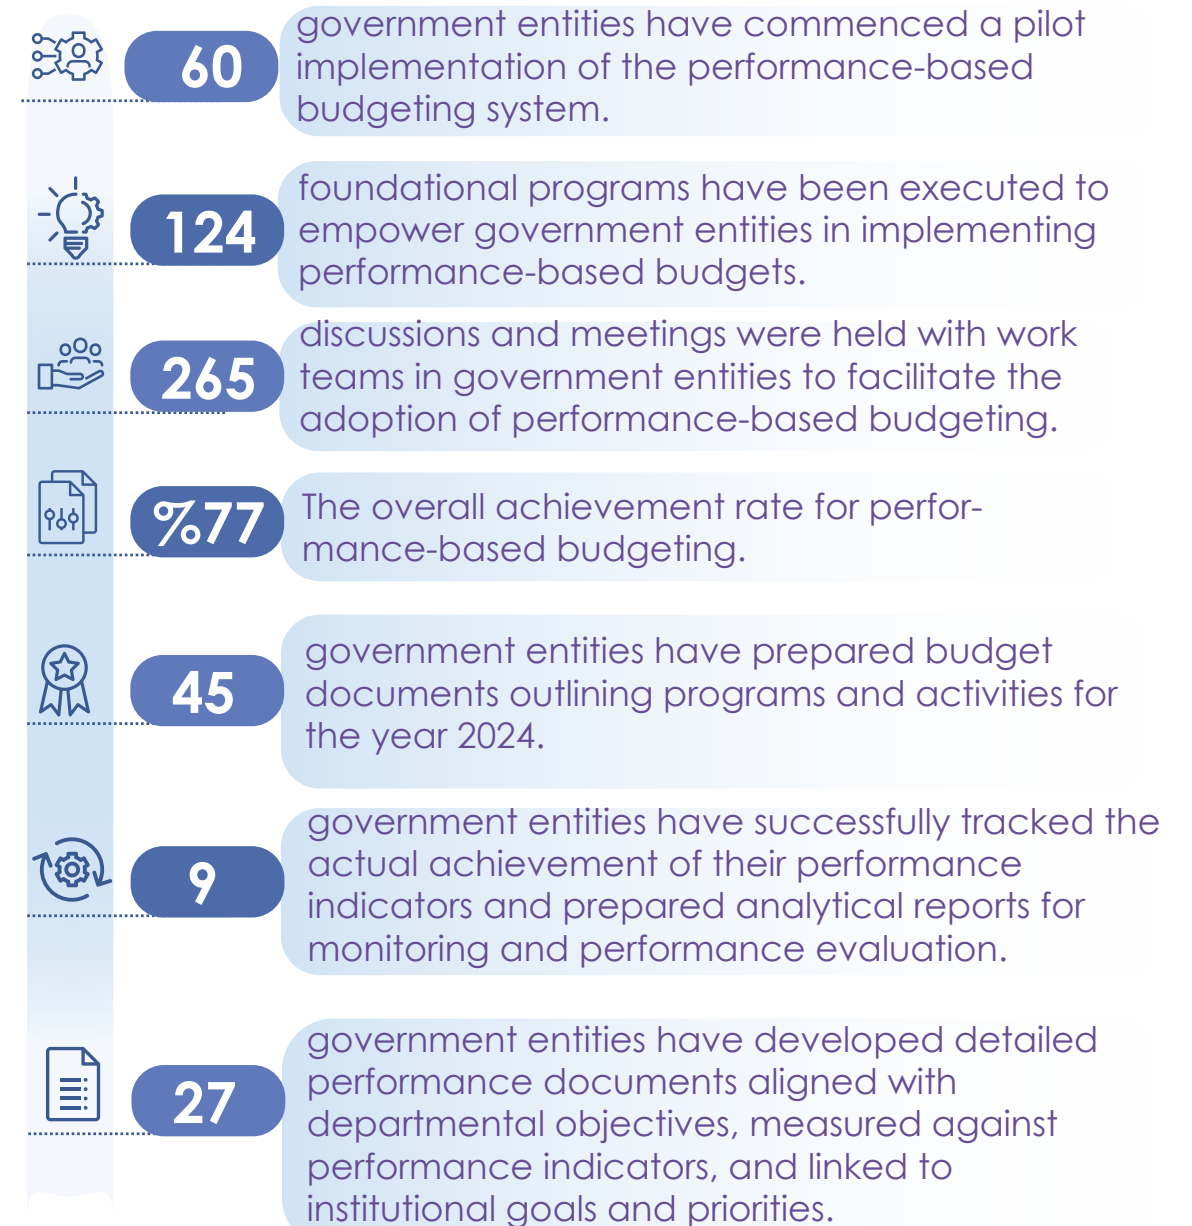 60
government entities have commenced a pilot
implementation of the performance-based
budgeting system.
124
foundational programs have been executed to
empower government entities in implementing
performance-based budgets.
265
discussions and meetings were held with work
teams in government entities to facilitate the
adoption of performance-based budgeting.
%77
The overall achievement rate for perfor-
mance-based budgeting.
45
government entities have prepared budget
documents outlining programs and activities for
the year 2024.
9
government entities have successfully tracked the
actual achievement of their performance
indicators and prepared analytical reports for
monitoring and performance evaluation.
27
government entities have developed detailed
performance documents aligned with
departmental objectives, measured against
performance indicators, and linked to
institutional goals and priorities.